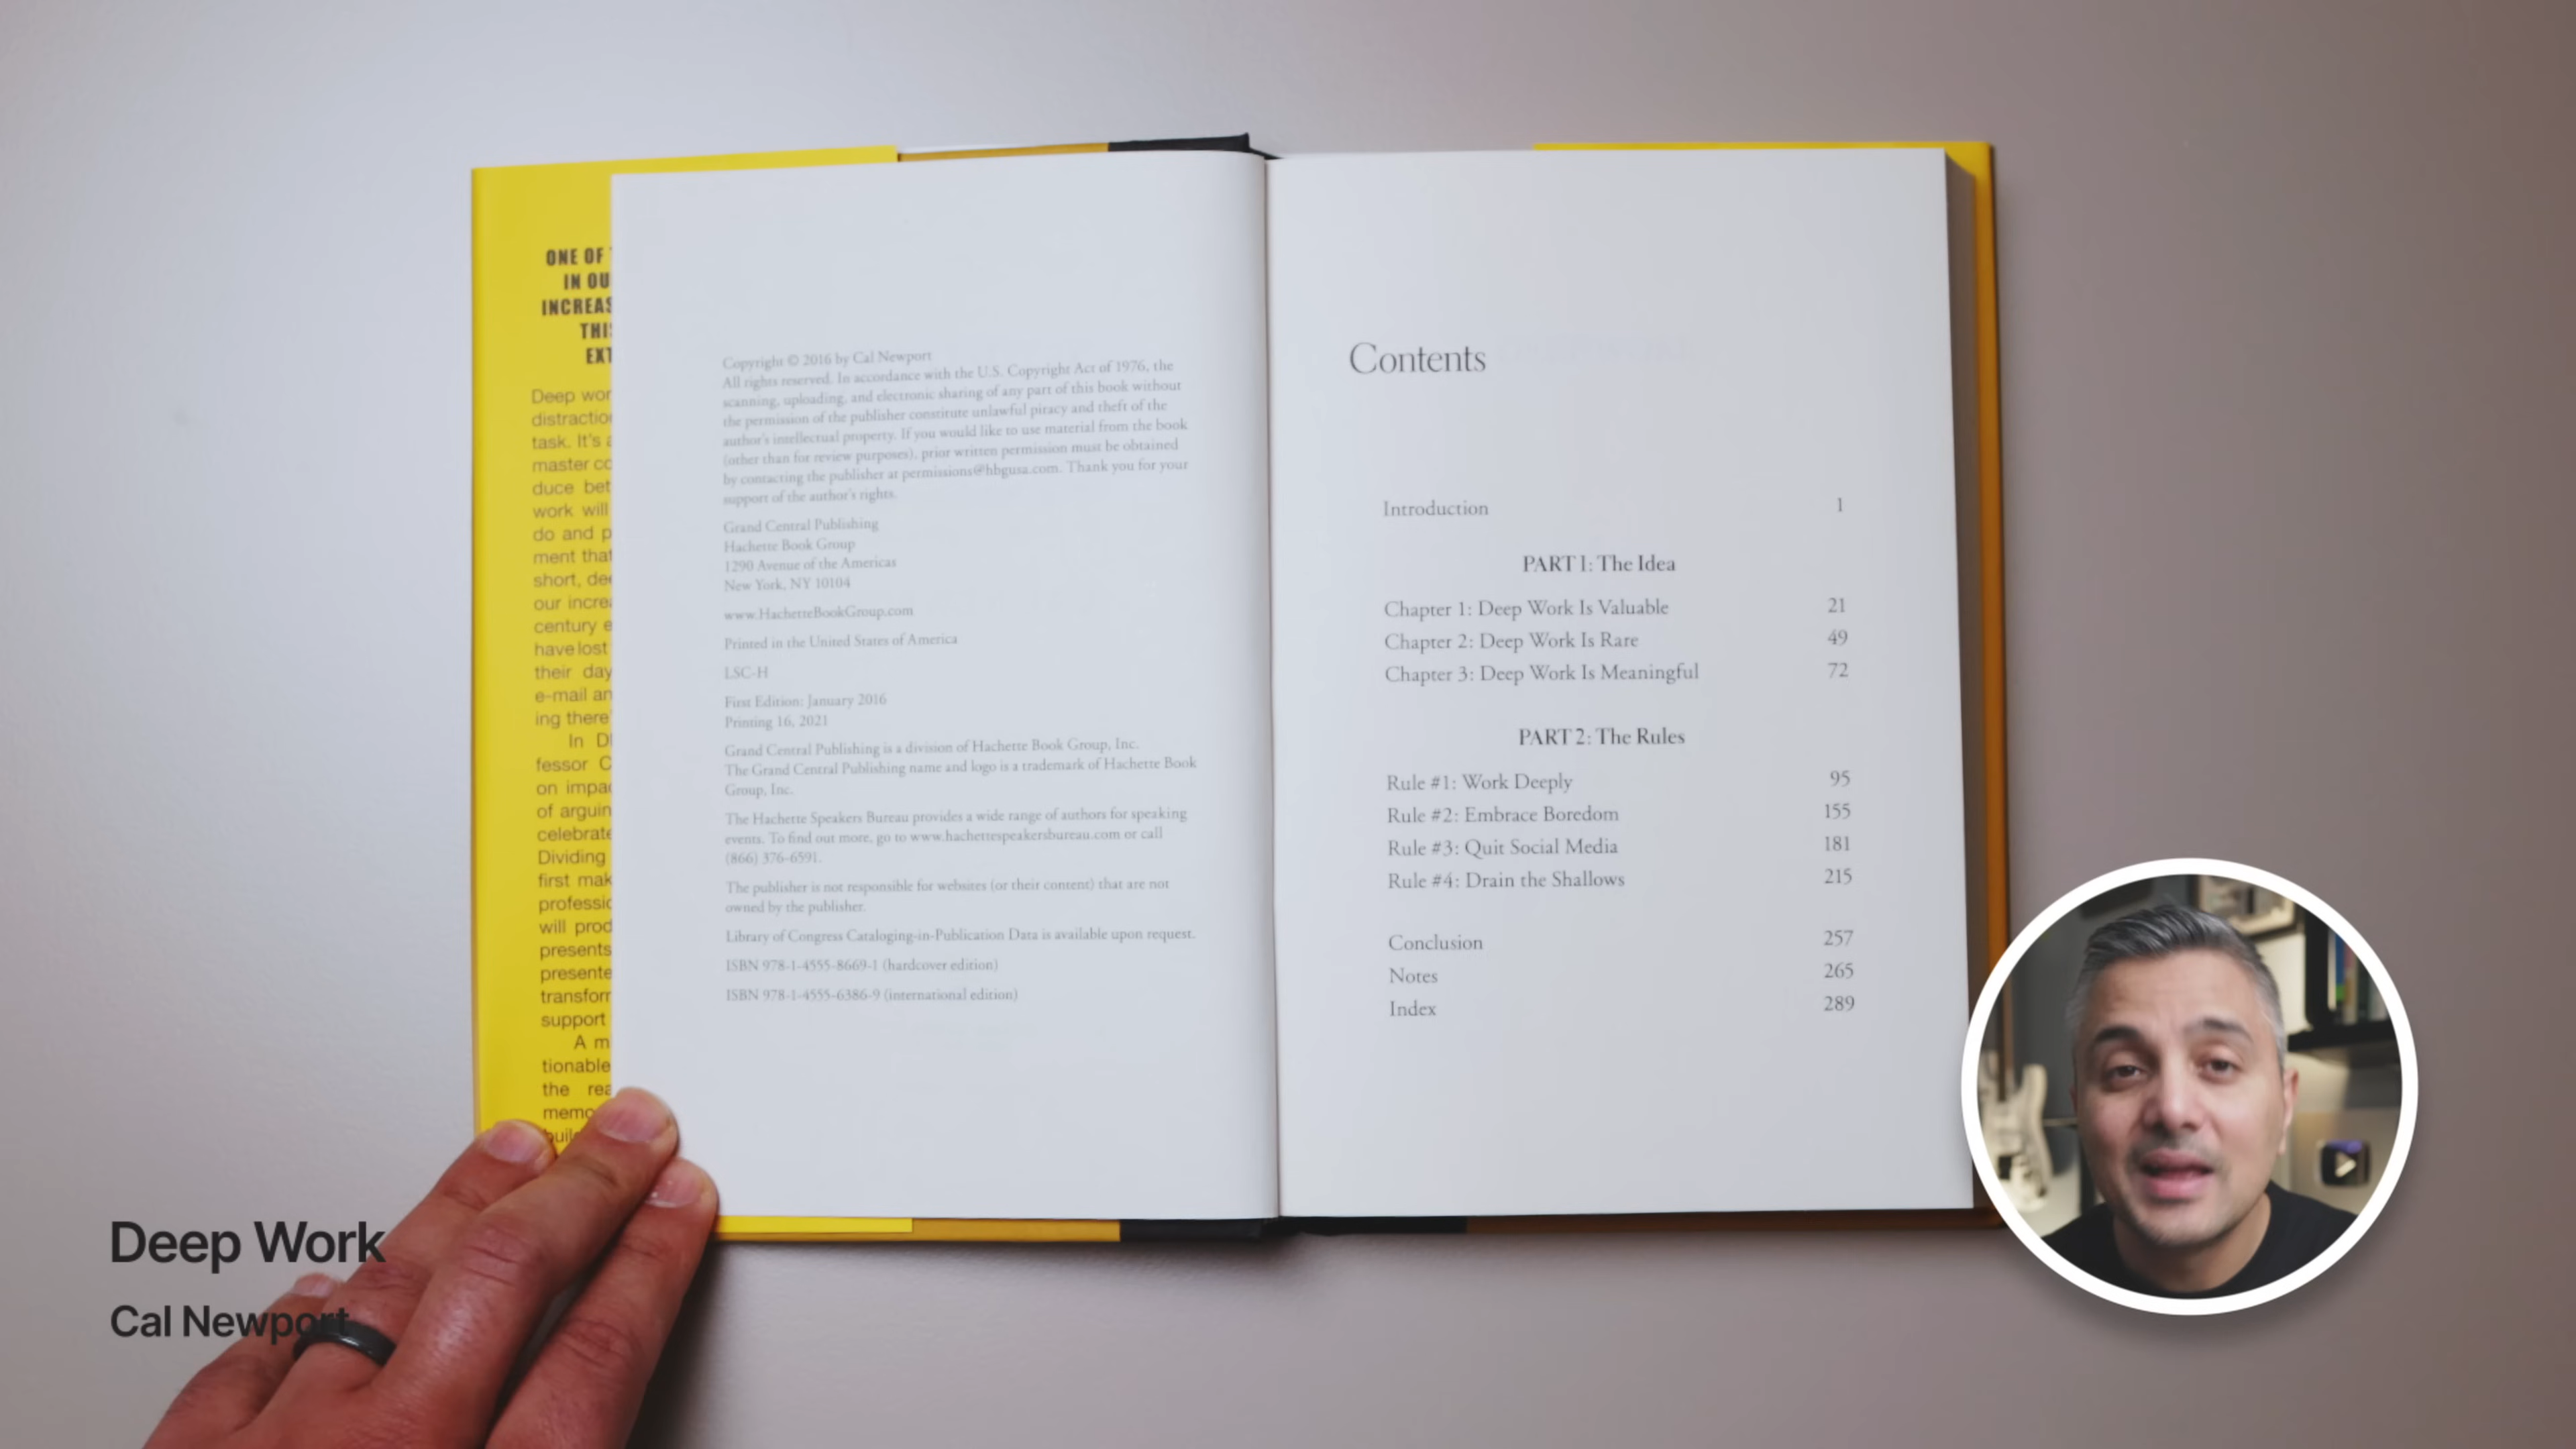 ONE OF
IN OU
INCREAS
THIS
EXT
Deep wor
distractio
task. It's a
master co
duce bet
work will
do and p
ment that
short, dee
our incre
century e
have lost
their day
e-mail an
ing there'
In D
fessor C
on impa
of arguin
celebrate
Dividing
first mak
professio
will prod
presents
presente
transform
support
A m
tionable
the rea
memo
build
Copyright © 2016 by Cal Newport
All rights reserved. In accordance with the U.S. Copyright Act of 1976, the
scanning, uploading, and electronic sharing of any part of this book without
the permission of the publisher constitute unlawful piracy and theft of the
author's intellectual property. If you would like to use material from the book
(other than for review purposes), prior written permission must be obtained
by contacting the publisher at permissions@hbgusa.com. Thank you for your
support of the author's rights.
Grand Central Publishing
Hachette Book Group
1290 Avenue of the Americas
New York, NY 10104
www.HachetteBookGroup.com
Printed in the United States of America
LSC-H
First Edition: January 2016
Printing 16, 2021
Grand Central Publishing is a division of Hachette Book Group, Inc.
The Grand Central Publishing name and logo is a trademark of Hachette Book
Group, Inc.
The Hachette Speakers Bureau provides a wide range of authors for speaking
events. To find out more, go to www.hachettespeakersbureau.com or call
(866) 376-6591.
The publisher is not responsible for websites (or their content) that are not
owned by the publisher.
Library of Congress Cataloging-in-Publication Data is available upon request.
ISBN 978-1-4555-8669-1 (hardcover edition)
ISBN 978-1-4555-6386-9 (international edition)
Contents
Introduction 1
PART 1: The Idea
Chapter 1: Deep Work Is Valuable 21
Chapter 2: Deep Work Is Rare 49
Chapter 3: Deep Work Is Meaningful 72
PART 2: The Rules
Rule #1: Work Deeply 95
Rule #2: Embrace Boredom 155
Rule #3: Quit Social Media 181
Rule #4: Drain the Shallows 215
Conclusion 257
Notes 265
Index 289
Deep Work
Cal Newport